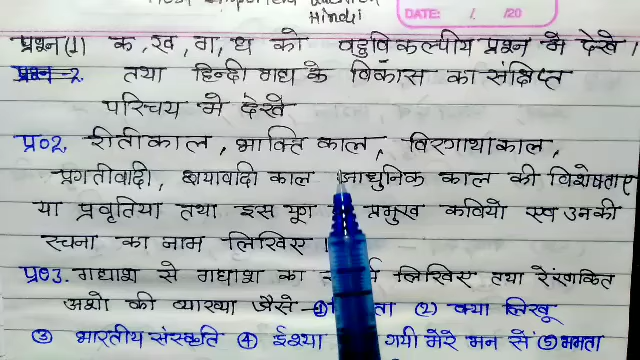 Hindi
DATE: / /20
प्रश्न(1) क, ख, ग, घ को बहुविकल्पीय प्रश्न में देखे।
प्रश्न-2. तथा हिन्दी गद्य के विकास का संक्षिप्त
परिचय मे देखें
प्र०2. रीतीकाल, भाक्ति काल, विरगाथा काल,
प्रगतीवादी, छायावादी काल आधुनिक काल की विशेषताए
या प्रवृतिया तथा इस युग प्रमुख कवियो एव उनकी
रचना का नाम लिखिए
प्र०3. गद्यांश से गद्यांश का लिखिए तथा रेखांकित
अंशो की व्याख्या जैसे- ① ता (2) क्या लिखू
③ भारतीय संस्कृति ④ ईर्श्या गयी मेरे मन से ⑤ ममता